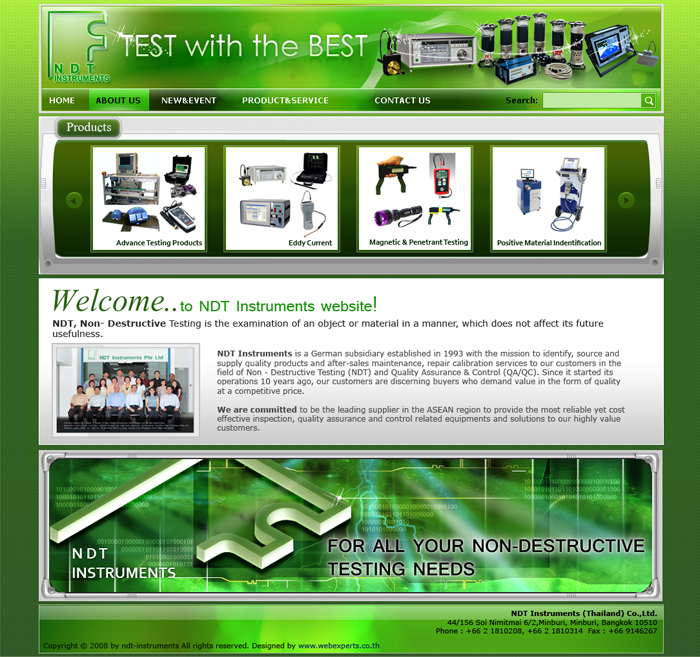 NDT
INSTRUMENTS
TEST with the BEST
HOME ABOUT US NEW&EVENT PRODUCT&SERVICE CONTACT US Search:
Products
Advance Testing Products Eddy Current Magnetic & Penetrant Testing Positive Material Indentification
Welcome..to NDT Instruments website!
NDT, Non- Destructive Testing is the examination of an object or material in a manner, which does not affect its future
usefulness.
NDT Instruments Pte Ltd
NDT Instruments is a German subsidiary established in 1993 with the mission to identify, source and
supply quality products and after-sales maintenance, repair calibration services to our customers in the
field of Non - Destructive Testing (NDT) and Quality Assurance & Control (QA/QC). Since it started its
operations 10 years ago, our customers are discerning buyers who demand value in the form of quality
at a competitive price.
We are committed to be the leading supplier in the ASEAN region to provide the most reliable yet cost
effective inspection, quality assurance and control related equipments and solutions to our highly value
customers.
NDT
INSTRUMENTS
FOR ALL YOUR NON-DESTRUCTIVE
TESTING NEEDS
NDT Instruments (Thailand) Co.,Ltd.
44/156 Soi Nimitmai 6/2,Minburi, Minburi, Bangkok 10510
Phone : +66 2 1810208, +66 2 1810314 Fax : +66 9146267
Copyright © 2008 by ndt-instruments All rights reserved. Designed by www.webexperts.co.th